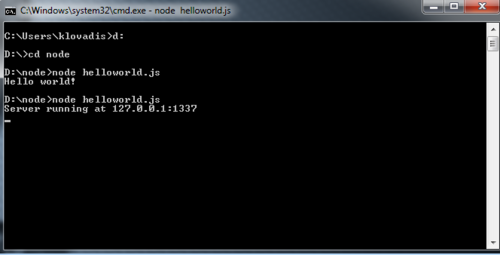 C:\Windows\system32\cmd.exe - node  helloworld.js
C:\Users\klovadis>d:
D:\>cd node
D:\node>node helloworld.js
Hello world!
D:\node>node helloworld.js
Server running at 127.0.0.1:1337